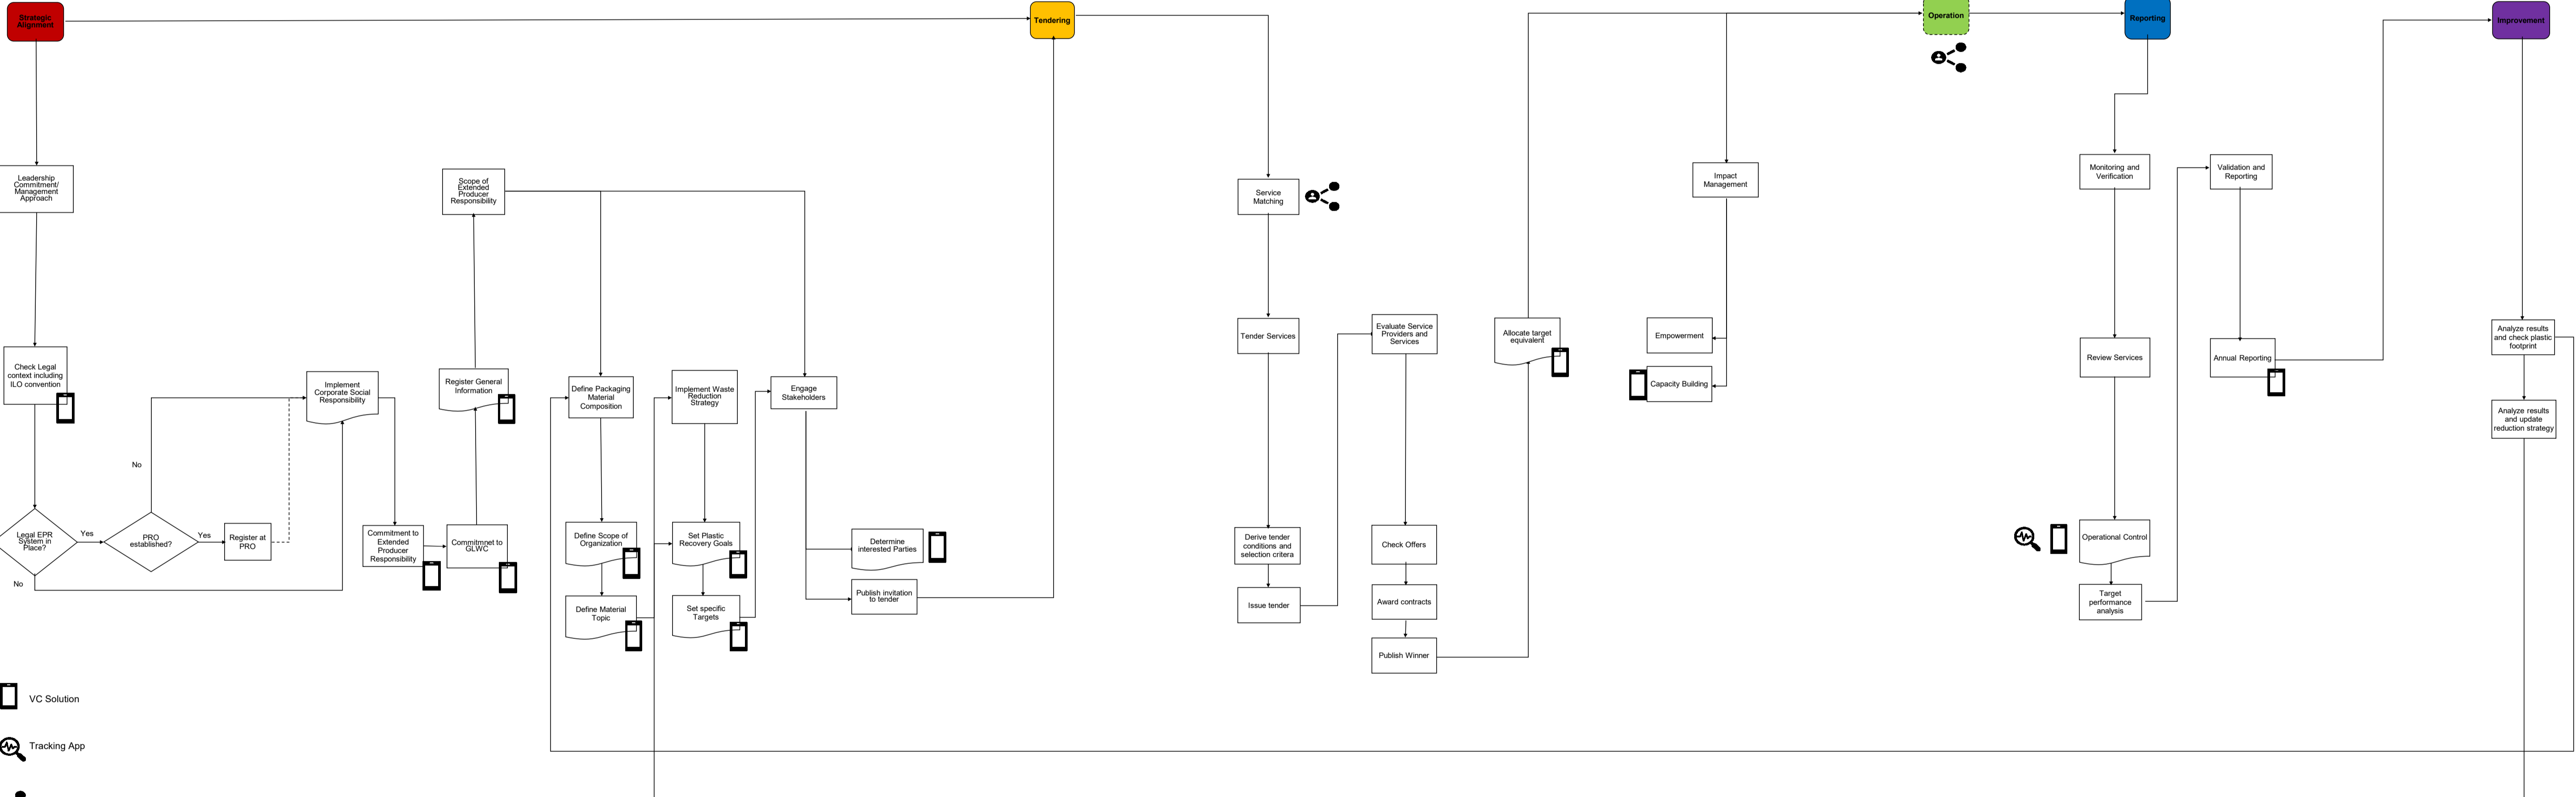 Strategic
Alignment
Tendering
Operation
Reporting
Improvement
Leadership
Commitment/
Management
Approach
Scope of
Extended
Producer
Responsibility
Service
Matching
Impact
Management
Monitoring and
Verification
Validation and
Reporting
Check Legal
context including
ILO convention
Implement
Corporate Social
Responsibility
Register General
Information
Define Packaging
Material
Composition
Implement Waste
Reduction
Strategy
Engage
Stakeholders
Tender Services
Evaluate Service
Providers and
Services
Allocate target
equivalent
Empowerment
Capacity Building
Review Services
Annual Reporting
Analyze results
and check plastic
footprint
Analyze results
and update
reduction strategy
No
Legal EPR
System in
Place?
Yes
PRO
established?
Yes
Register at
PRO
No
Commitment to
Extended
Producer
Responsibility
Commitmnet to
GLWC
Define Scope of
Organization
Set Plastic
Recovery Goals
Determine
interested Parties
Define Material
Topic
Set specific
Targets
Publish invitation
to tender
Derive tender
conditions and
selection critera
Issue tender
Check Offers
Award contracts
Publish Winner
Operational Control
Target
performance
analysis
VC Solution
Tracking App